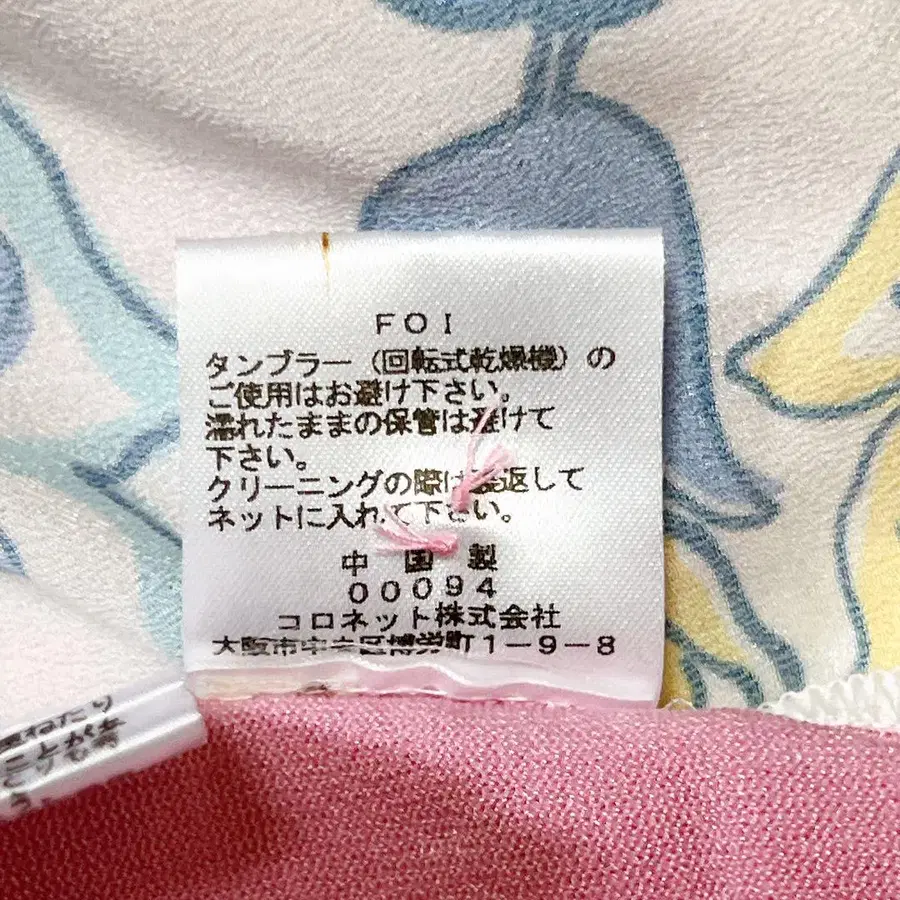 FOI
タンブラー（回転式乾燥機）の
ご使用はお避け下さい。
濡れたままの保管は避けて
下さい。
クリーニングの際は裏返して
ネットに入れて下さい。
中国製
00094
コロネット株式会社
大阪市中央区博労町1-9-8
重ねたり